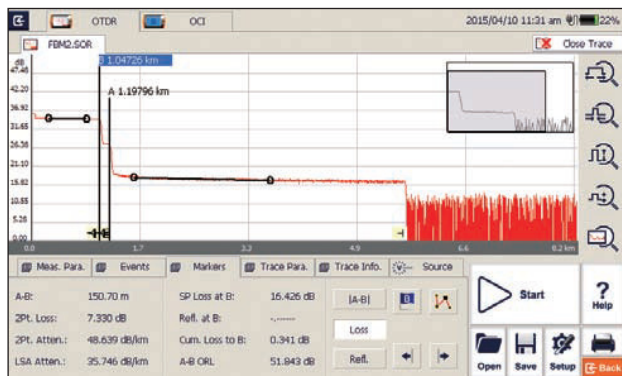 OTDR OCI 2015/04/10 11:31 am 22%
FBM2.SOR Close Trace
dB
B 1.04726 km
47.46
A 1.19796 km
42.20
36.92
31.65
26.38
21.10
15.82
10.55
5.28
0.00
0.0 1.7 3.3 4.9 6.6 8.2 km
Meas. Para. Events Markers Trace Para. Trace Info. Source
A-B: 150.70 m SP Loss at B: 16.426 dB |A-B| B
2Pt. Loss: 7.330 dB Refl. at B: -.-----
2Pt. Atten.: 48.639 dB/km Cum. Loss to B: 0.341 dB Loss
LSA Atten.: 35.746 dB/km A-B ORL 51.843 dB Refl.
Start
? Help
Open Save Setup Back